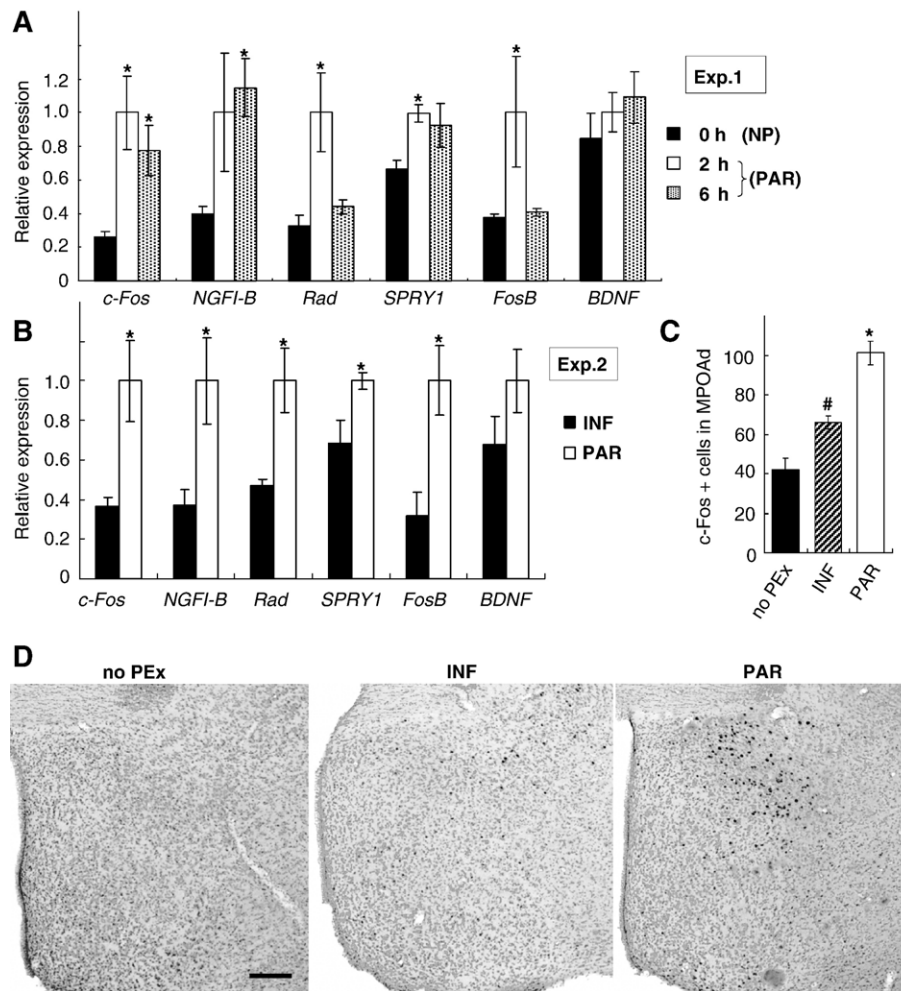 A
Relative expression
1.2
1.0
0.8
0.6
0.4
0.2
0
* * * * * * *
c-Fos NGFI-B Rad SPRY1 FosB BDNF
Exp.1
0 h (NP)
2 h
6 h
(PAR)
B
Relative expression
1.0
0.8
0.6
0.4
0.2
0
* * * * *
c-Fos NGFI-B Rad SPRY1 FosB BDNF
Exp.2
INF
PAR
C
c-Fos + cells in MPOAd
100
80
60
40
20
0
# *
no PEx INF PAR
D
no PEx INF PAR